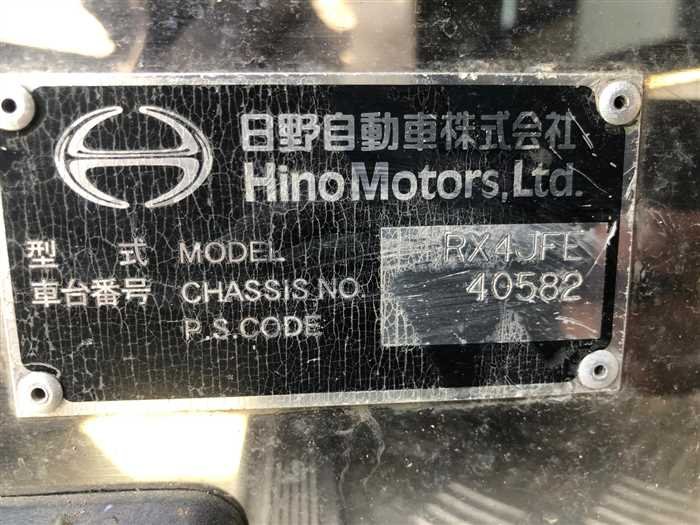 日野自動車株式会社
Hino Motors, Ltd.
型式 MODEL RX4JFE
車台番号 CHASSIS NO. 40582
P.S.CODE